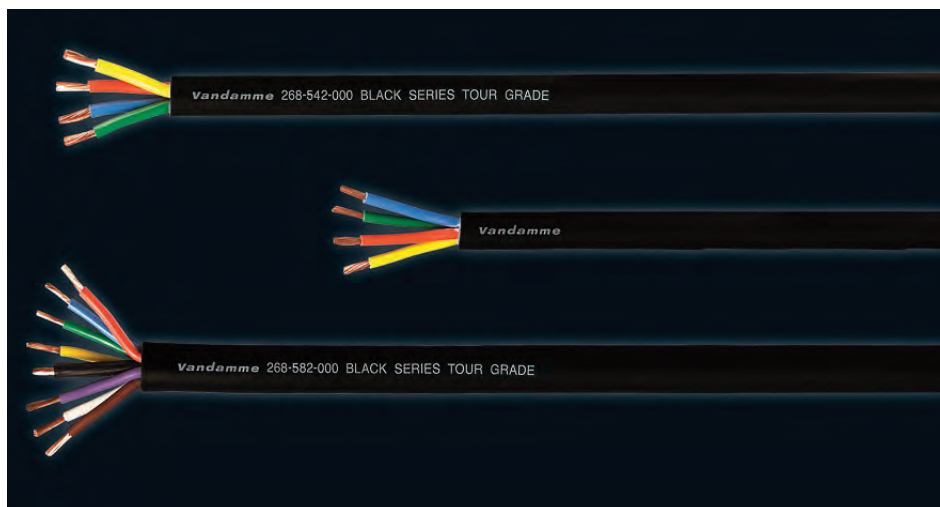 vandamme 268-542-000 BLACK SERIES TOUR GRADE
vandamme
vandamme 268-582-000 BLACK SERIES TOUR GRADE